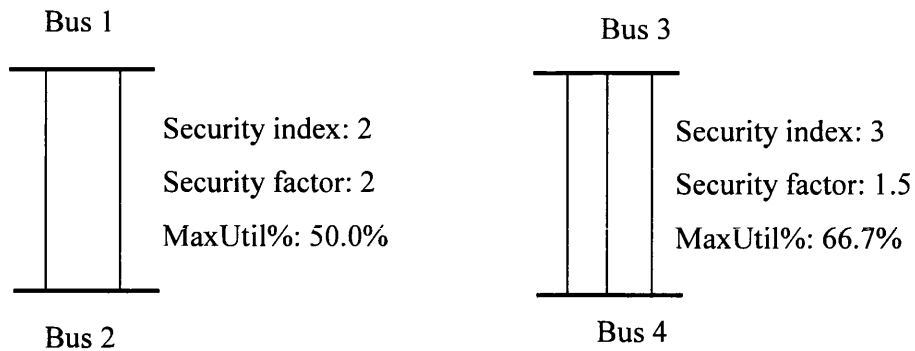 Bus 1
Security index: 2
Security factor: 2
MaxUtil%: 50.0%
Bus 2
Bus 3
Security index: 3
Security factor: 1.5
MaxUtil%: 66.7%
Bus 4